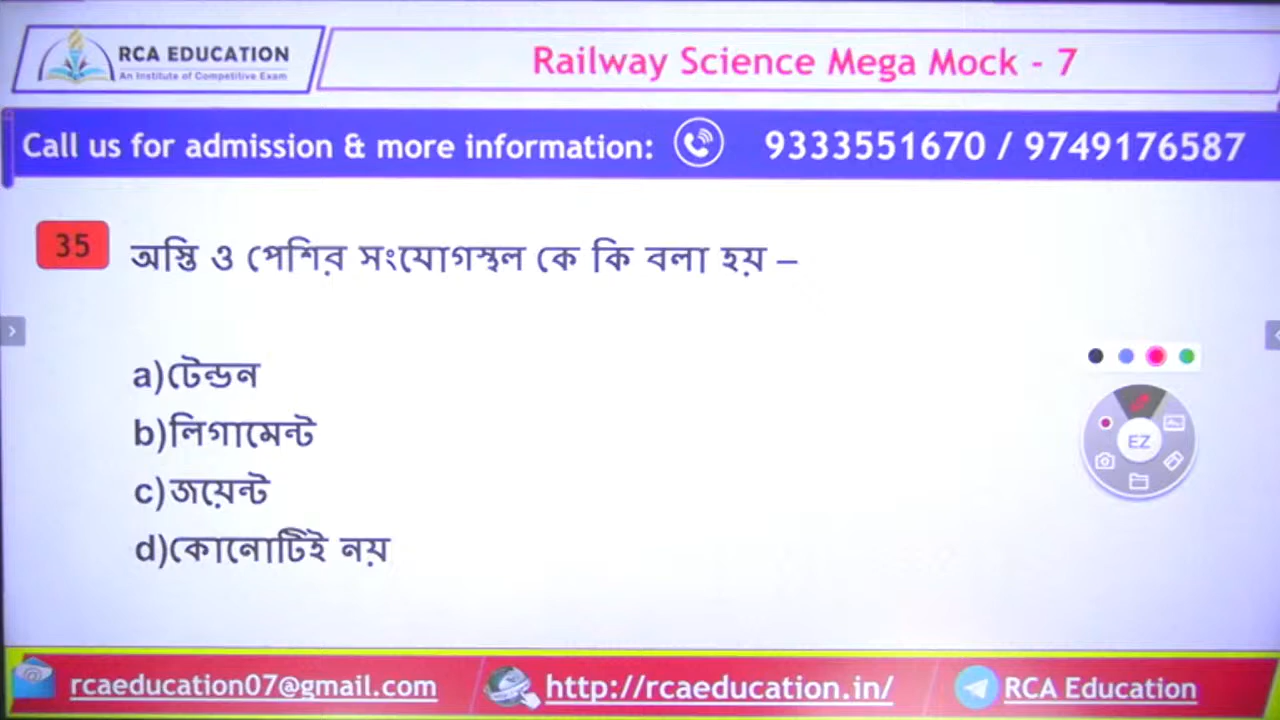 RCA EDUCATION
An Institute of Competitive Exam
Railway Science Mega Mock - 7
Call us for admission & more information: 9333551670 / 9749176587
35 অস্তি ও পেশির সংযোগস্থল কে কি বলা হয় –
a)টেন্ডন
b)লিগামেন্ট
c)জয়েন্ট
d)কোনোটিই নয়
EZ
rcaeducation07@gmail.com http://rcaeducation.in/ RCA Education